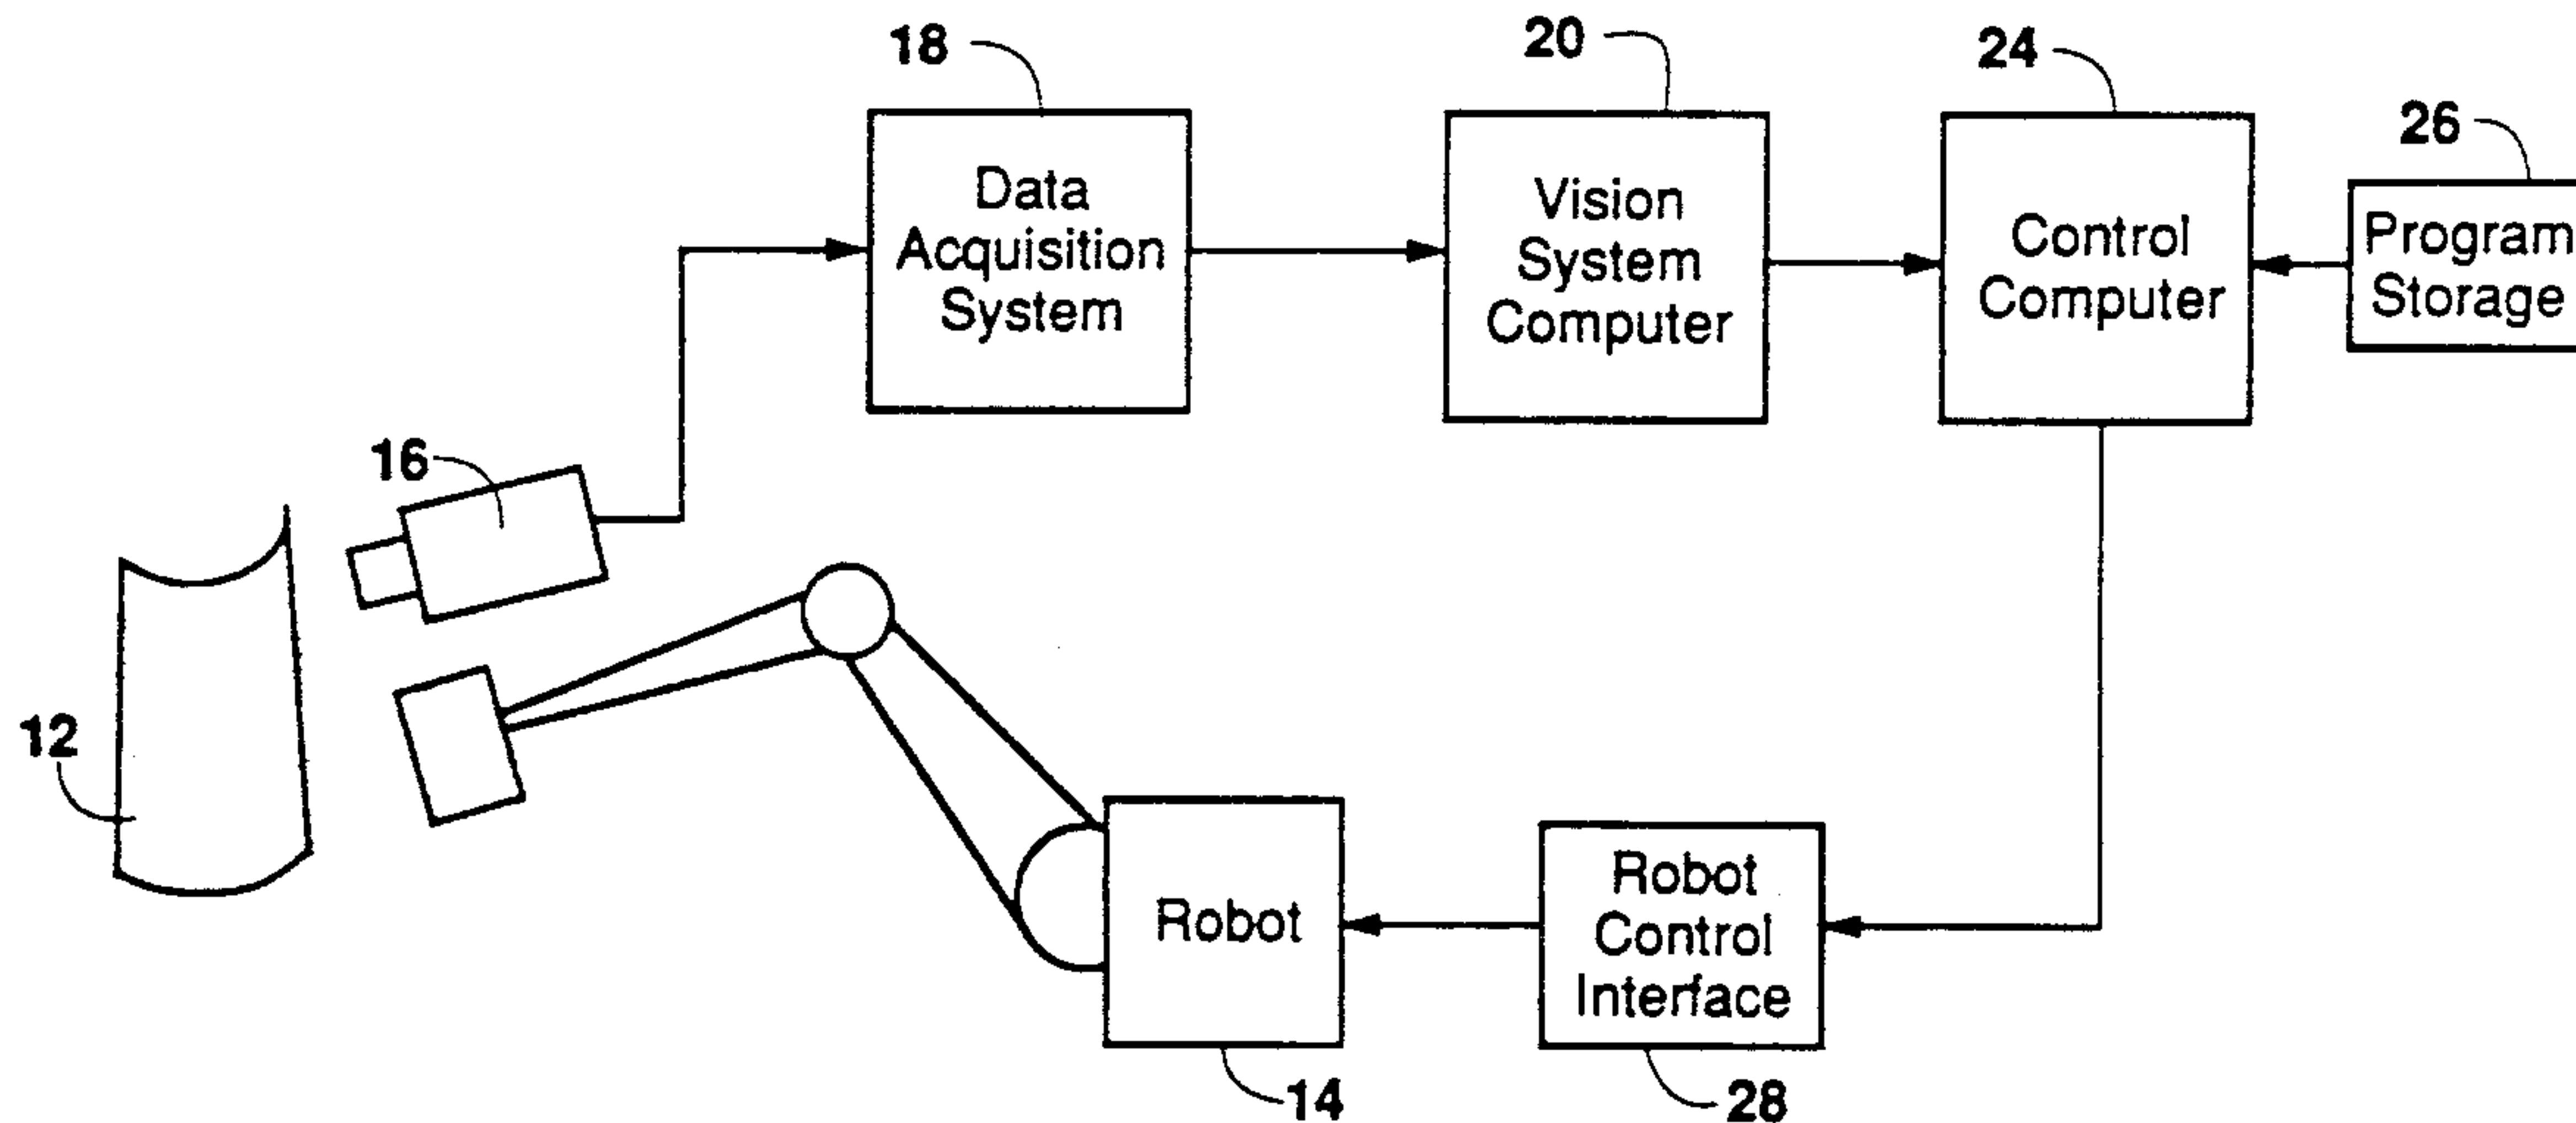 18
20
24
26
Data
Acquisition
System
Vision
System
Computer
Control
Computer
Program
Storage
16
12
Robot
Robot
Control
Interface
14
28